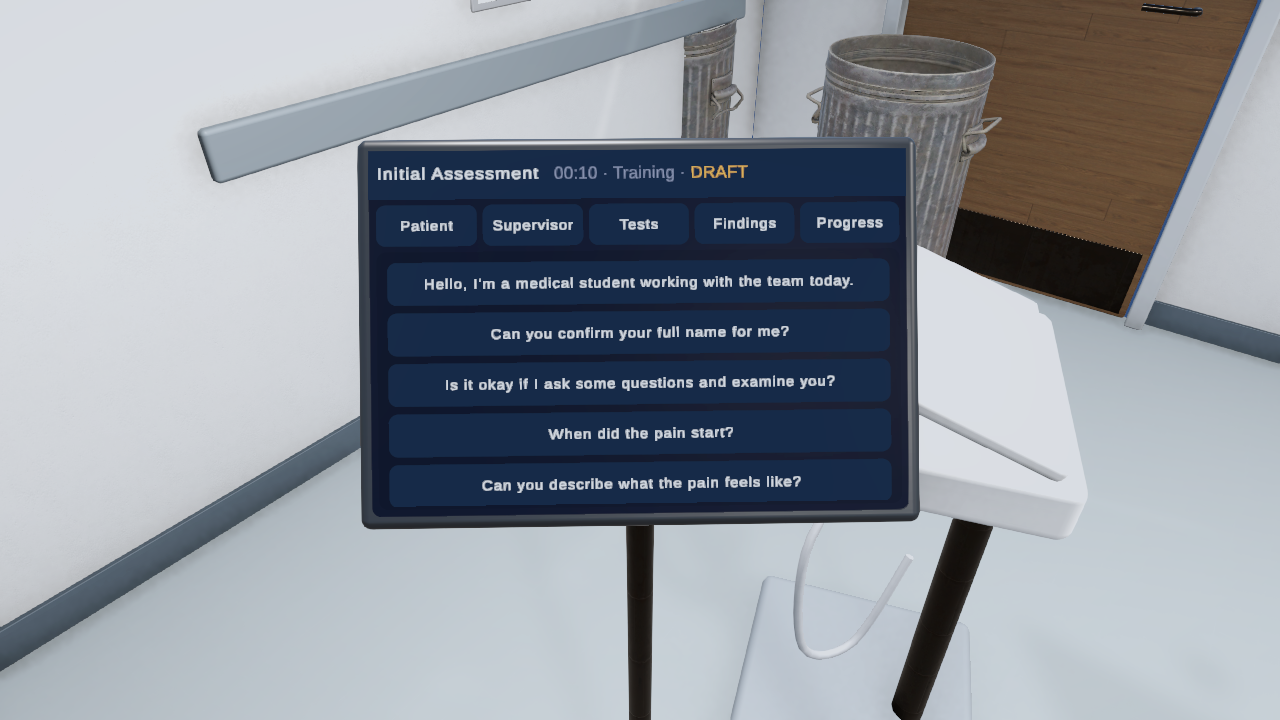 Initial Assessment 00:10 · Training · DRAFT
Patient Supervisor Tests Findings Progress
Hello, I'm a medical student working with the team today.
Can you confirm your full name for me?
Is it okay if I ask some questions and examine you?
When did the pain start?
Can you describe what the pain feels like?